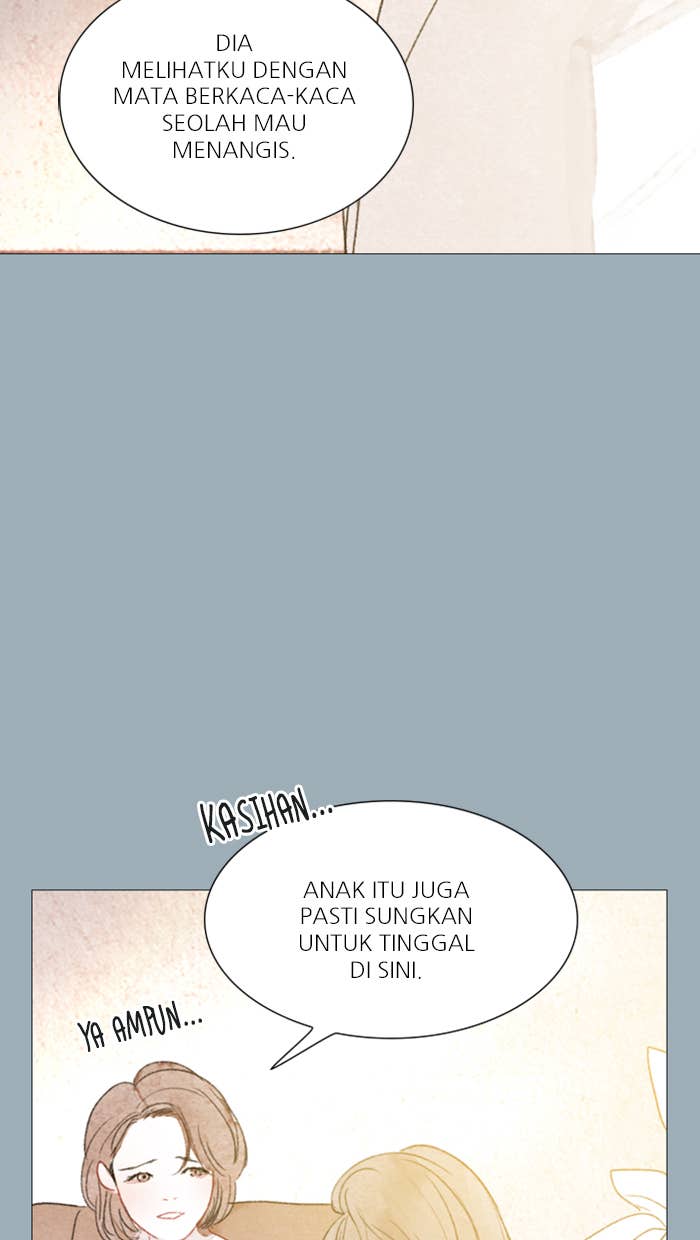 DIA
MELIHATKU DENGAN
MATA BERKACA-KACA
SEOLAH MAU
MENANGIS.
KASIHAN...
ANAK ITU JUGA
PASTI SUNGKAN
UNTUK TINGGAL
DI SINI.
YA AMPUN...